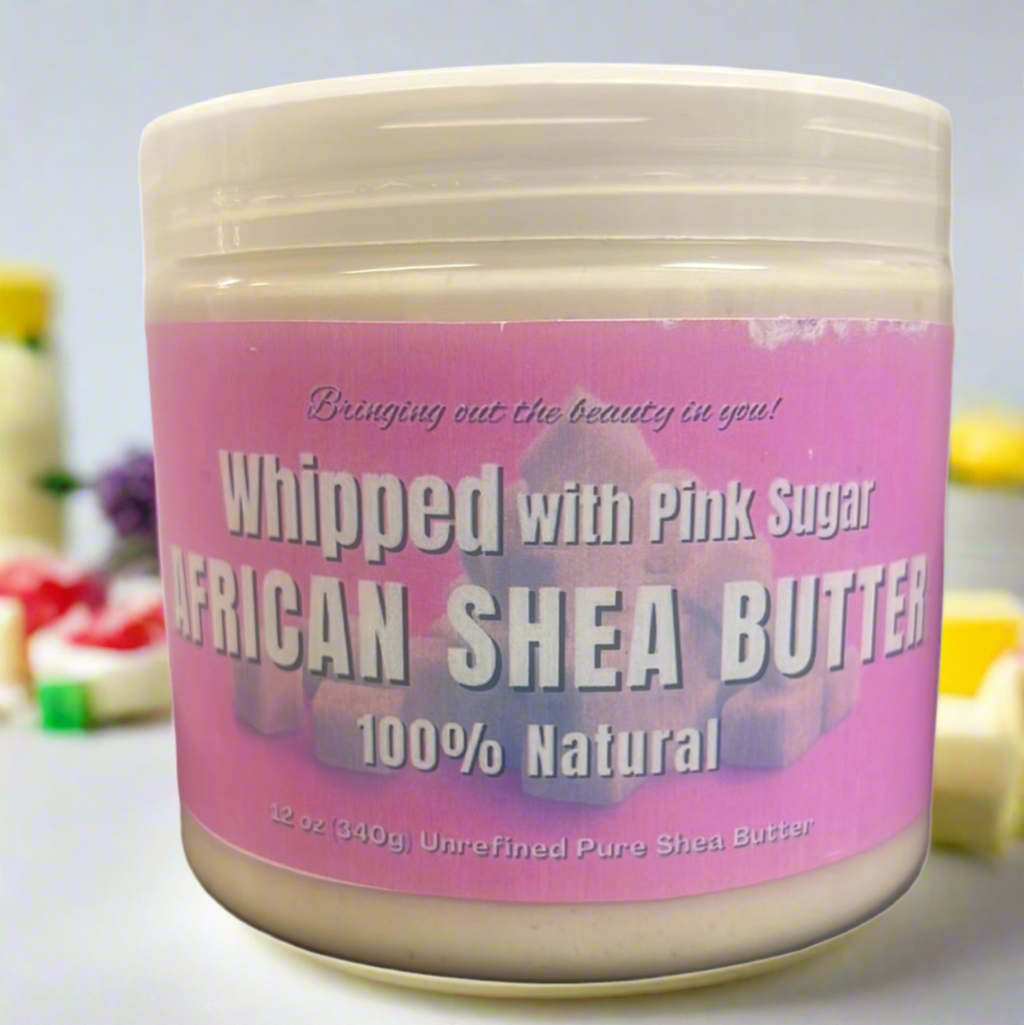 Bringing out the beauty in you!
Whipped with Pink Sugar
AFRICAN SHEA BUTTER
100% Natural
12 oz (340g) Unrefined Pure Shea Butter